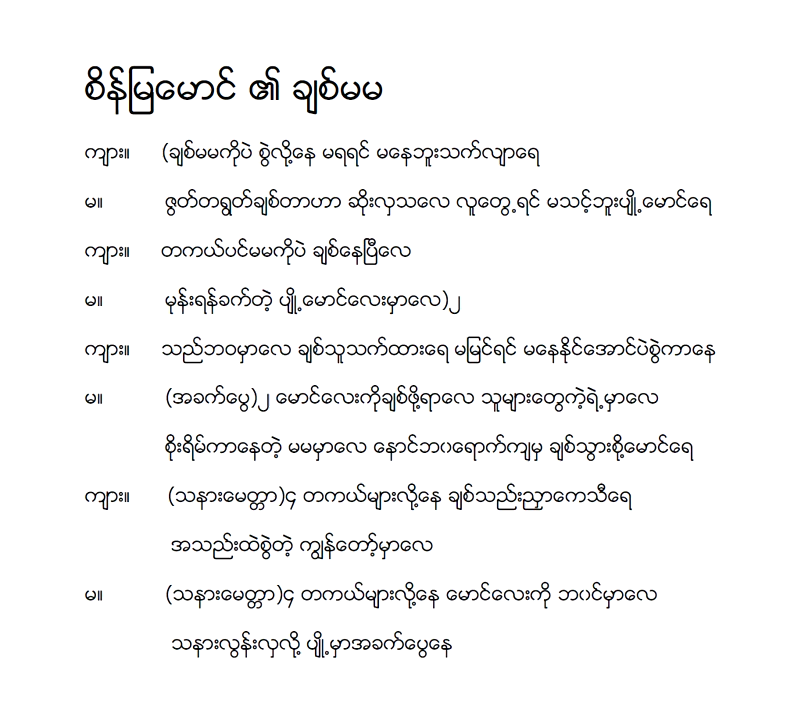 စိန်မြမောင် ၏ ချစ်မမ
ကျား။ (ချစ်မမကိုပဲ စွဲလို့နေ မရရင် မနေဘူးသက်လျာရေ
မ။ ဇွတ်တရွတ်ချစ်တာဟာ ဆိုးလှသလေ လူတွေ့ရင် မသင့်ဘူးပျို့မောင်ရေ
ကျား။ တကယ်ပင်မမကိုပဲ ချစ်နေပြီလေ
မ။ မုန်းရန်ခက်တဲ့ ပျို့မောင်လေးမှာလေ)၂
ကျား။ သည်ဘဝမှာလေ ချစ်သူသက်ထားရေ မမြင်ရင် မနေနိုင်အောင်ပဲစွဲကာနေ
မ။ (အခက်ပွေ)၂ မောင်လေးကိုချစ်ဖို့ရာလေ သူများတွေကဲ့ရဲ့မှာလေ
စိုးရိမ်ကာနေတဲ့ မမမှာလေ နောင်ဘ၀ရောက်ကျမှ ချစ်သွားစို့မောင်ရေ
ကျား။ (သနားမေတ္တာ)၄ တကယ်များလို့နေ ချစ်သည်းညှာကေသီရေ
အသည်းထဲစွဲတဲ့ ကျွန်တော့်မှာလေ
မ။ (သနားမေတ္တာ)၄ တကယ်များလို့နေ မောင်လေးကို ဘ၀င်မှာလေ
သနားလွန်းလှလို့ ပျို့မှာအခက်ပွေနေ